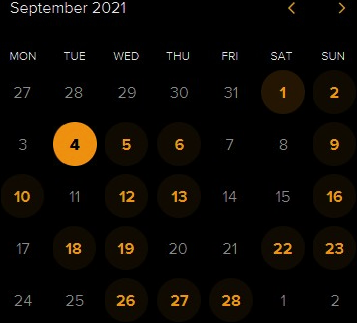 September 2021 < >
MON TUE WED THU FRI SAT SUN
27 28 29 30 31 1 2
3 4 5 6 7 8 9
10 11 12 13 14 15 16
17 18 19 20 21 22 23
24 25 26 27 28 1 2